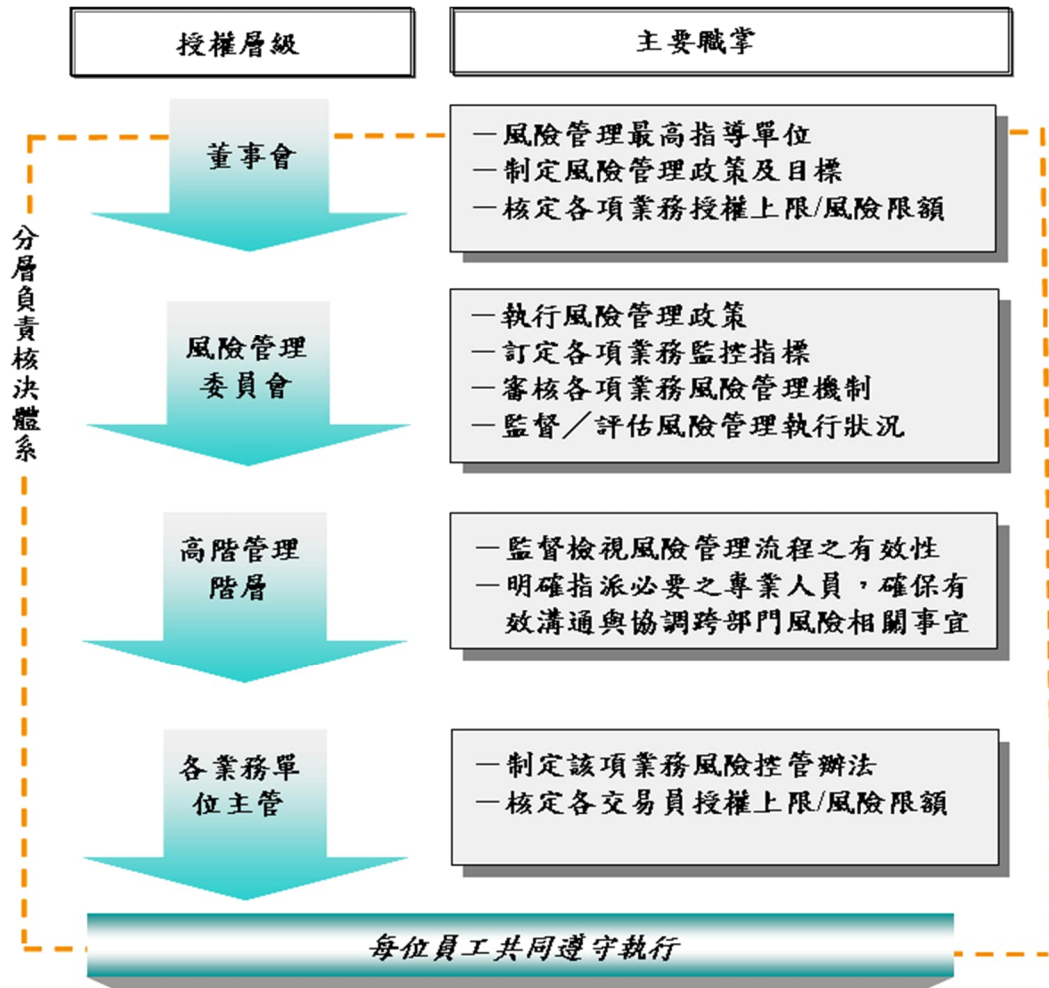 授權層級
主要職掌
董事會
－風險管理最高指導單位
－制定風險管理政策及目標
－核定各項業務授權上限/風險限額
分層負責核決體系
風險管理
委員會
－執行風險管理政策
－訂定各項業務監控指標
－審核各項業務風險管理機制
－監督／評估風險管理執行狀況
高階管理
階層
－監督檢視風險管理流程之有效性
－明確指派必要之專業人員，確保有
效溝通與協調跨部門風險相關事宜
各業務單
位主管
－制定該項業務風險控管辦法
－核定各交易員授權上限/風險限額
每位員工共同遵守執行